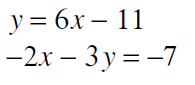 y = 6x − 11
−2x − 3y = −7